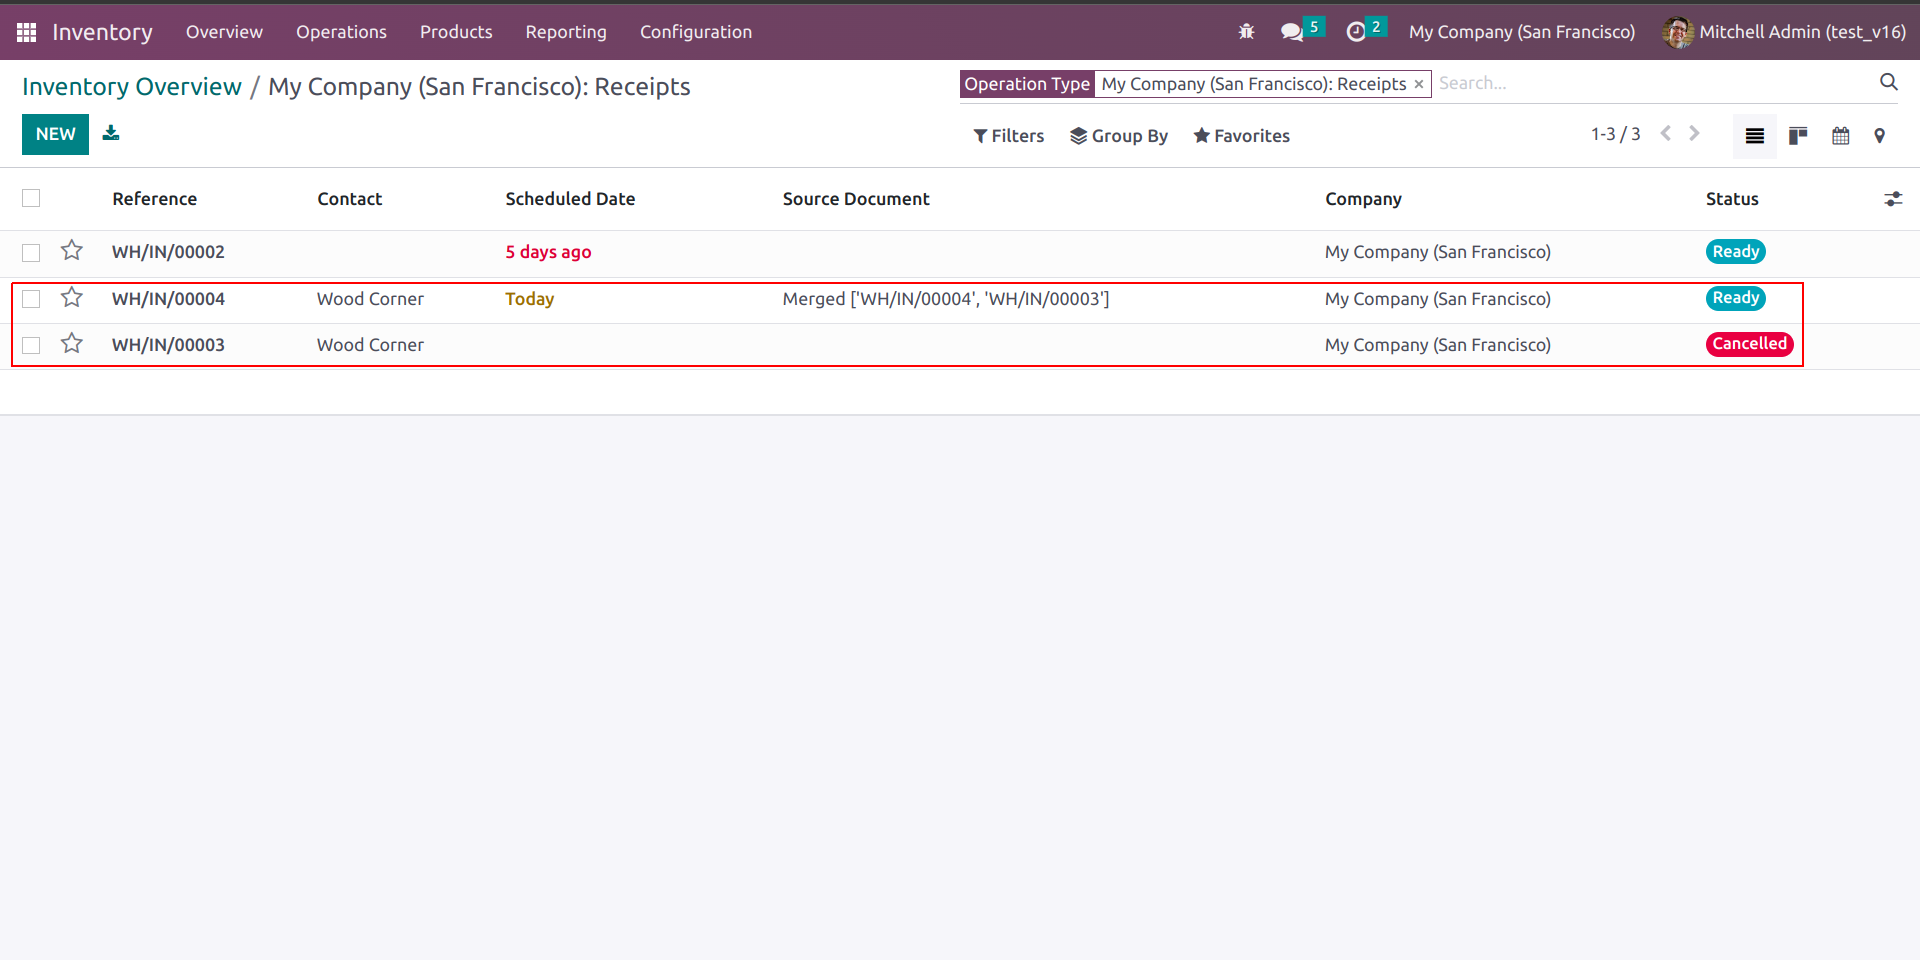 Inventory Overview Operations Products Reporting Configuration 5 2 My Company (San Francisco) Mitchell Admin (test_v16)
Inventory Overview / My Company (San Francisco): Receipts Operation Type My Company (San Francisco): Receipts × Search...
NEW Filters Group By Favorites 1-3 / 3
Reference Contact Scheduled Date Source Document Company Status
WH/IN/00002 5 days ago My Company (San Francisco) Ready
WH/IN/00004 Wood Corner Today Merged ['WH/IN/00004', 'WH/IN/00003'] My Company (San Francisco) Ready
WH/IN/00003 Wood Corner My Company (San Francisco) Cancelled